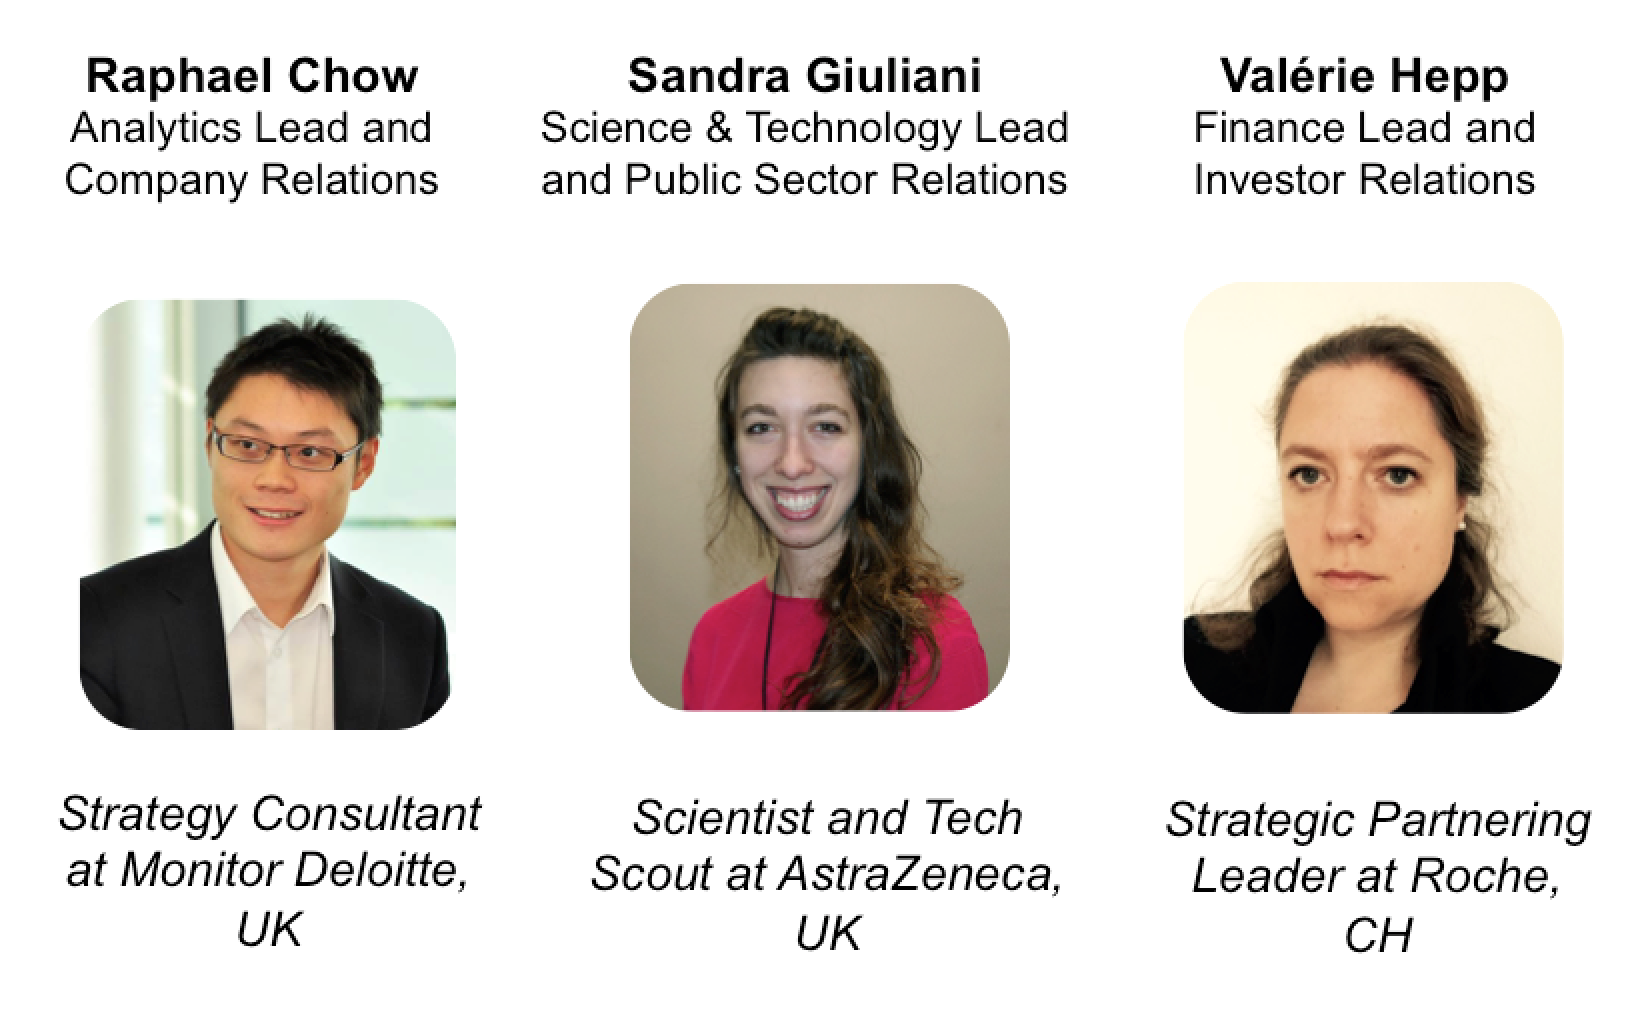 Raphael Chow
Analytics Lead and
Company Relations
Strategy Consultant
at Monitor Deloitte,
UK
Sandra Giuliani
Science & Technology Lead
and Public Sector Relations
Scientist and Tech
Scout at AstraZeneca,
UK
Valérie Hepp
Finance Lead and
Investor Relations
Strategic Partnering
Leader at Roche,
CH